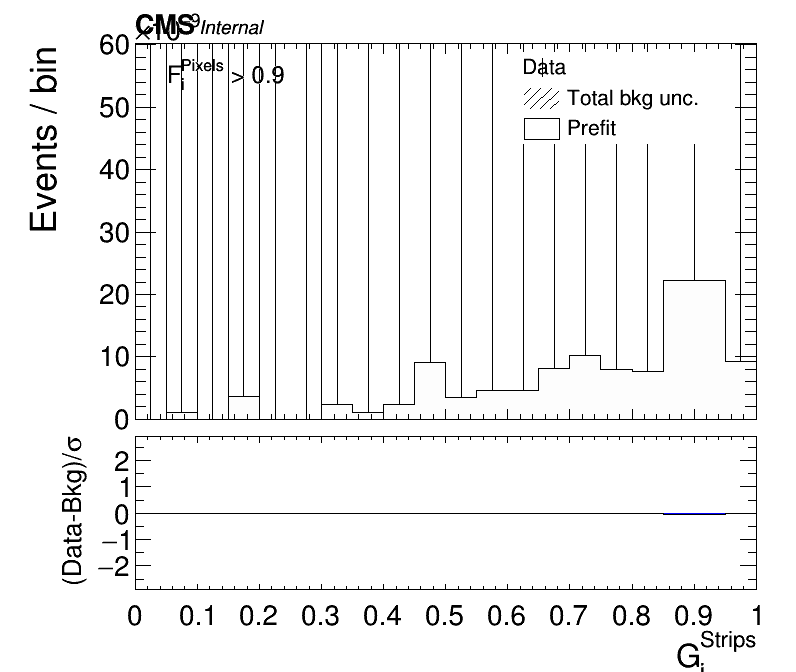 CMS Internal
×10⁻⁹
F_i^Pixels > 0.9
Data
Total bkg unc.
Prefit
Events / bin
60
50
40
30
20
10
0
(Data-Bkg)/σ
2
1
0
−1
−2
0 0.1 0.2 0.3 0.4 0.5 0.6 0.7 0.8 0.9 1
G_i^Strips